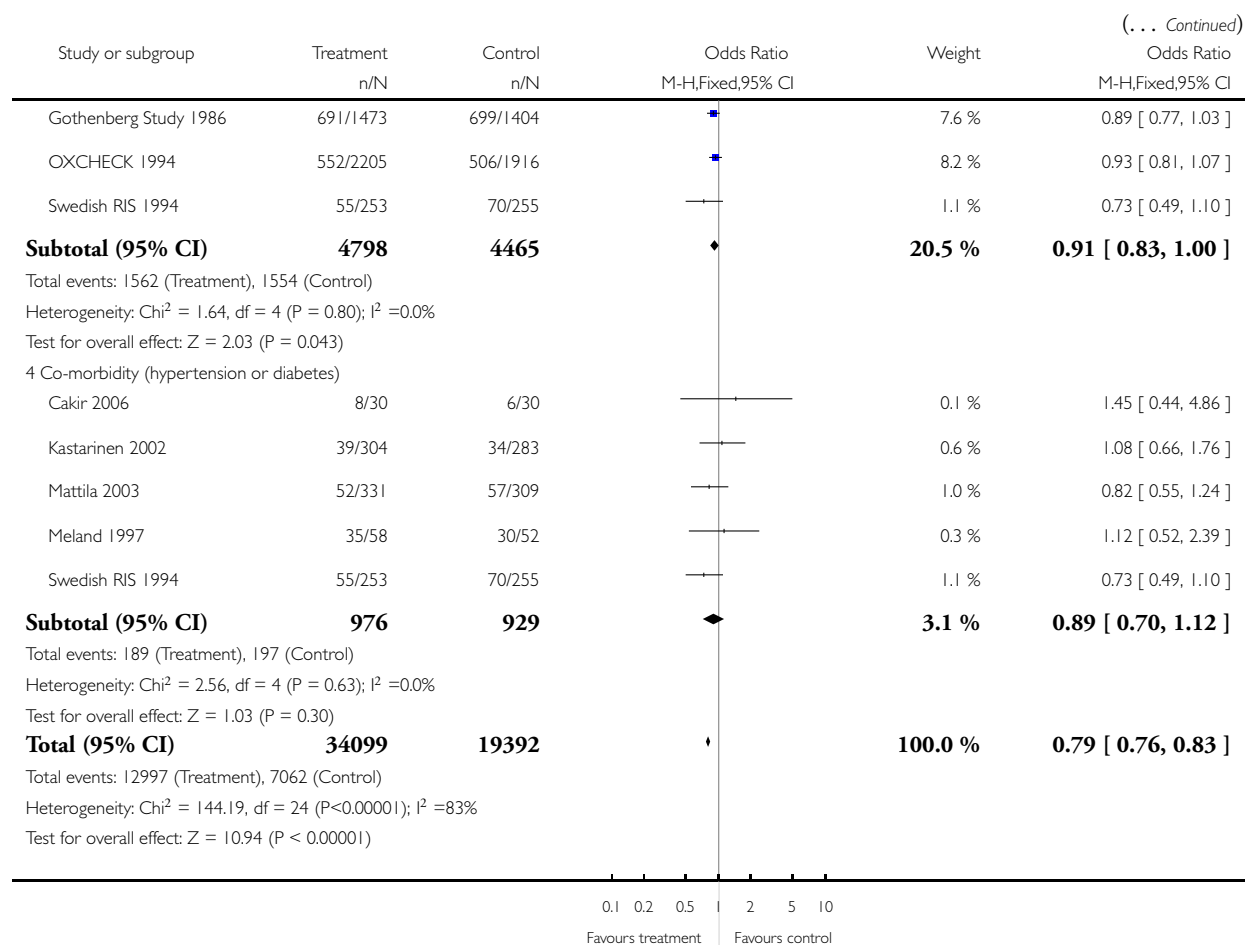 (... Continued)
Study or subgroup Treatment Control Odds Ratio Weight Odds Ratio
n/N n/N M-H,Fixed,95% CI M-H,Fixed,95% CI
Gothenberg Study 1986 691/1473 699/1404 7.6 % 0.89 [ 0.77, 1.03 ]
OXCHECK 1994 552/2205 506/1916 8.2 % 0.93 [ 0.81, 1.07 ]
Swedish RIS 1994 55/253 70/255 1.1 % 0.73 [ 0.49, 1.10 ]
Subtotal (95% CI) 4798 4465 20.5 % 0.91 [ 0.83, 1.00 ]
Total events: 1562 (Treatment), 1554 (Control)
Heterogeneity: Chi² = 1.64, df = 4 (P = 0.80); I² =0.0%
Test for overall effect: Z = 2.03 (P = 0.043)
4 Co-morbidity (hypertension or diabetes)
Cakir 2006 8/30 6/30 0.1 % 1.45 [ 0.44, 4.86 ]
Kastarinen 2002 39/304 34/283 0.6 % 1.08 [ 0.66, 1.76 ]
Mattila 2003 52/331 57/309 1.0 % 0.82 [ 0.55, 1.24 ]
Meland 1997 35/58 30/52 0.3 % 1.12 [ 0.52, 2.39 ]
Swedish RIS 1994 55/253 70/255 1.1 % 0.73 [ 0.49, 1.10 ]
Subtotal (95% CI) 976 929 3.1 % 0.89 [ 0.70, 1.12 ]
Total events: 189 (Treatment), 197 (Control)
Heterogeneity: Chi² = 2.56, df = 4 (P = 0.63); I² =0.0%
Test for overall effect: Z = 1.03 (P = 0.30)
Total (95% CI) 34099 19392 100.0 % 0.79 [ 0.76, 0.83 ]
Total events: 12997 (Treatment), 7062 (Control)
Heterogeneity: Chi² = 144.19, df = 24 (P<0.00001); I² =83%
Test for overall effect: Z = 10.94 (P < 0.00001)
0.1 0.2 0.5 1 2 5 10
Favours treatment Favours control